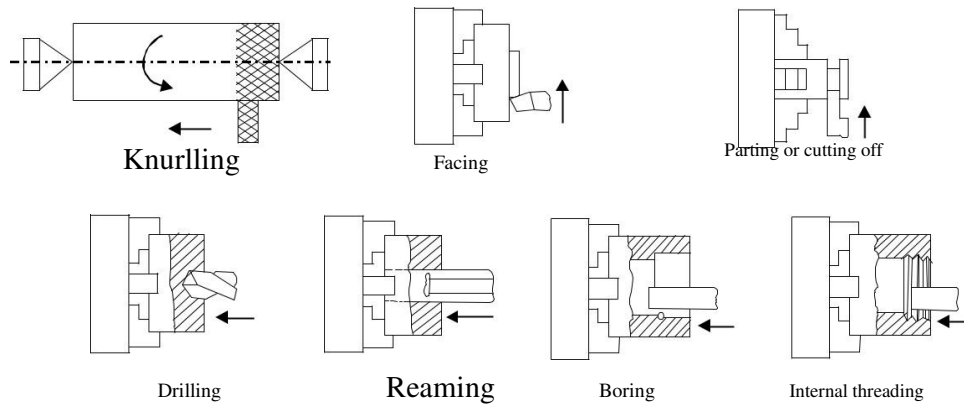 Knurlling
Facing
Parting or cutting off
Drilling
Reaming
Boring
Internal threading